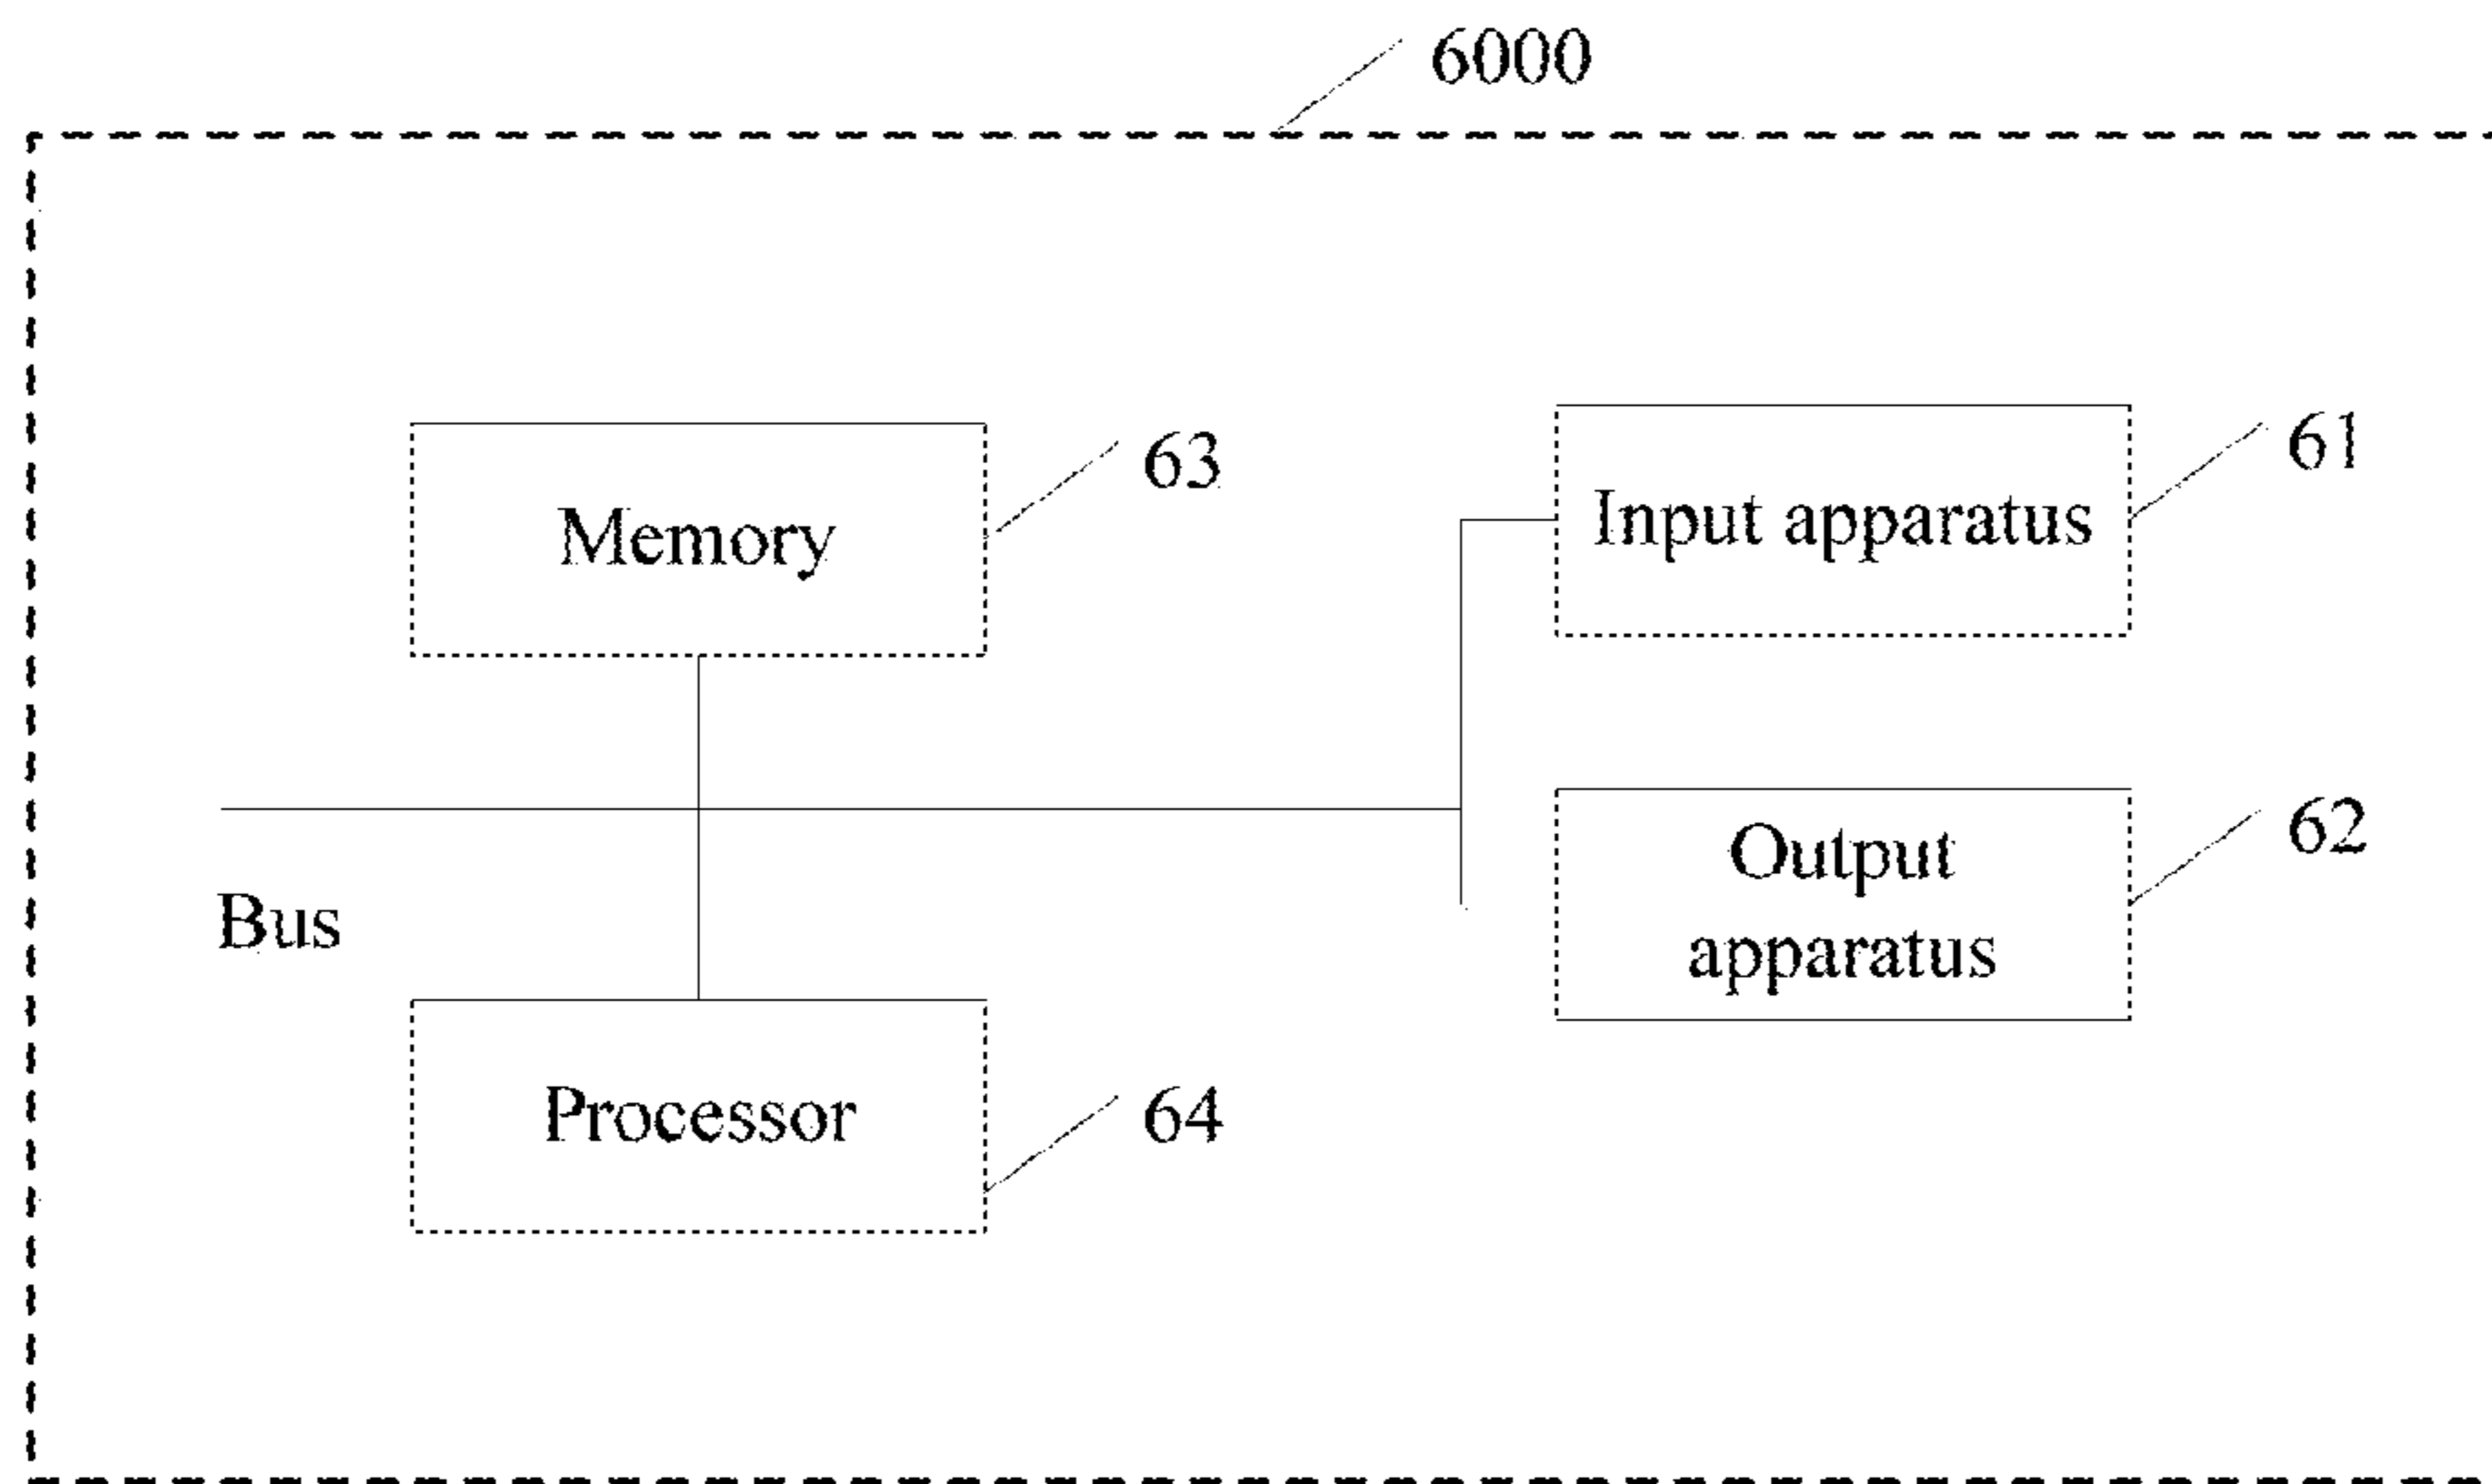 6000
63
Memory
61
Input apparatus
Bus
62
Output
apparatus
Processor
64